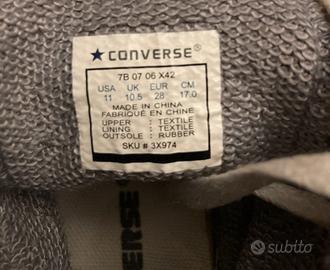 ★ CONVERSE®
7B 07 06 X42
USA UK EUR CM
11 10.5 28 17.0
MADE IN CHINA
FABRIQUÉ EN CHINE
UPPER : TEXTILE
LINING : TEXTILE
OUTSOLE : RUBBER
SKU # 3X974
VERSE
subito